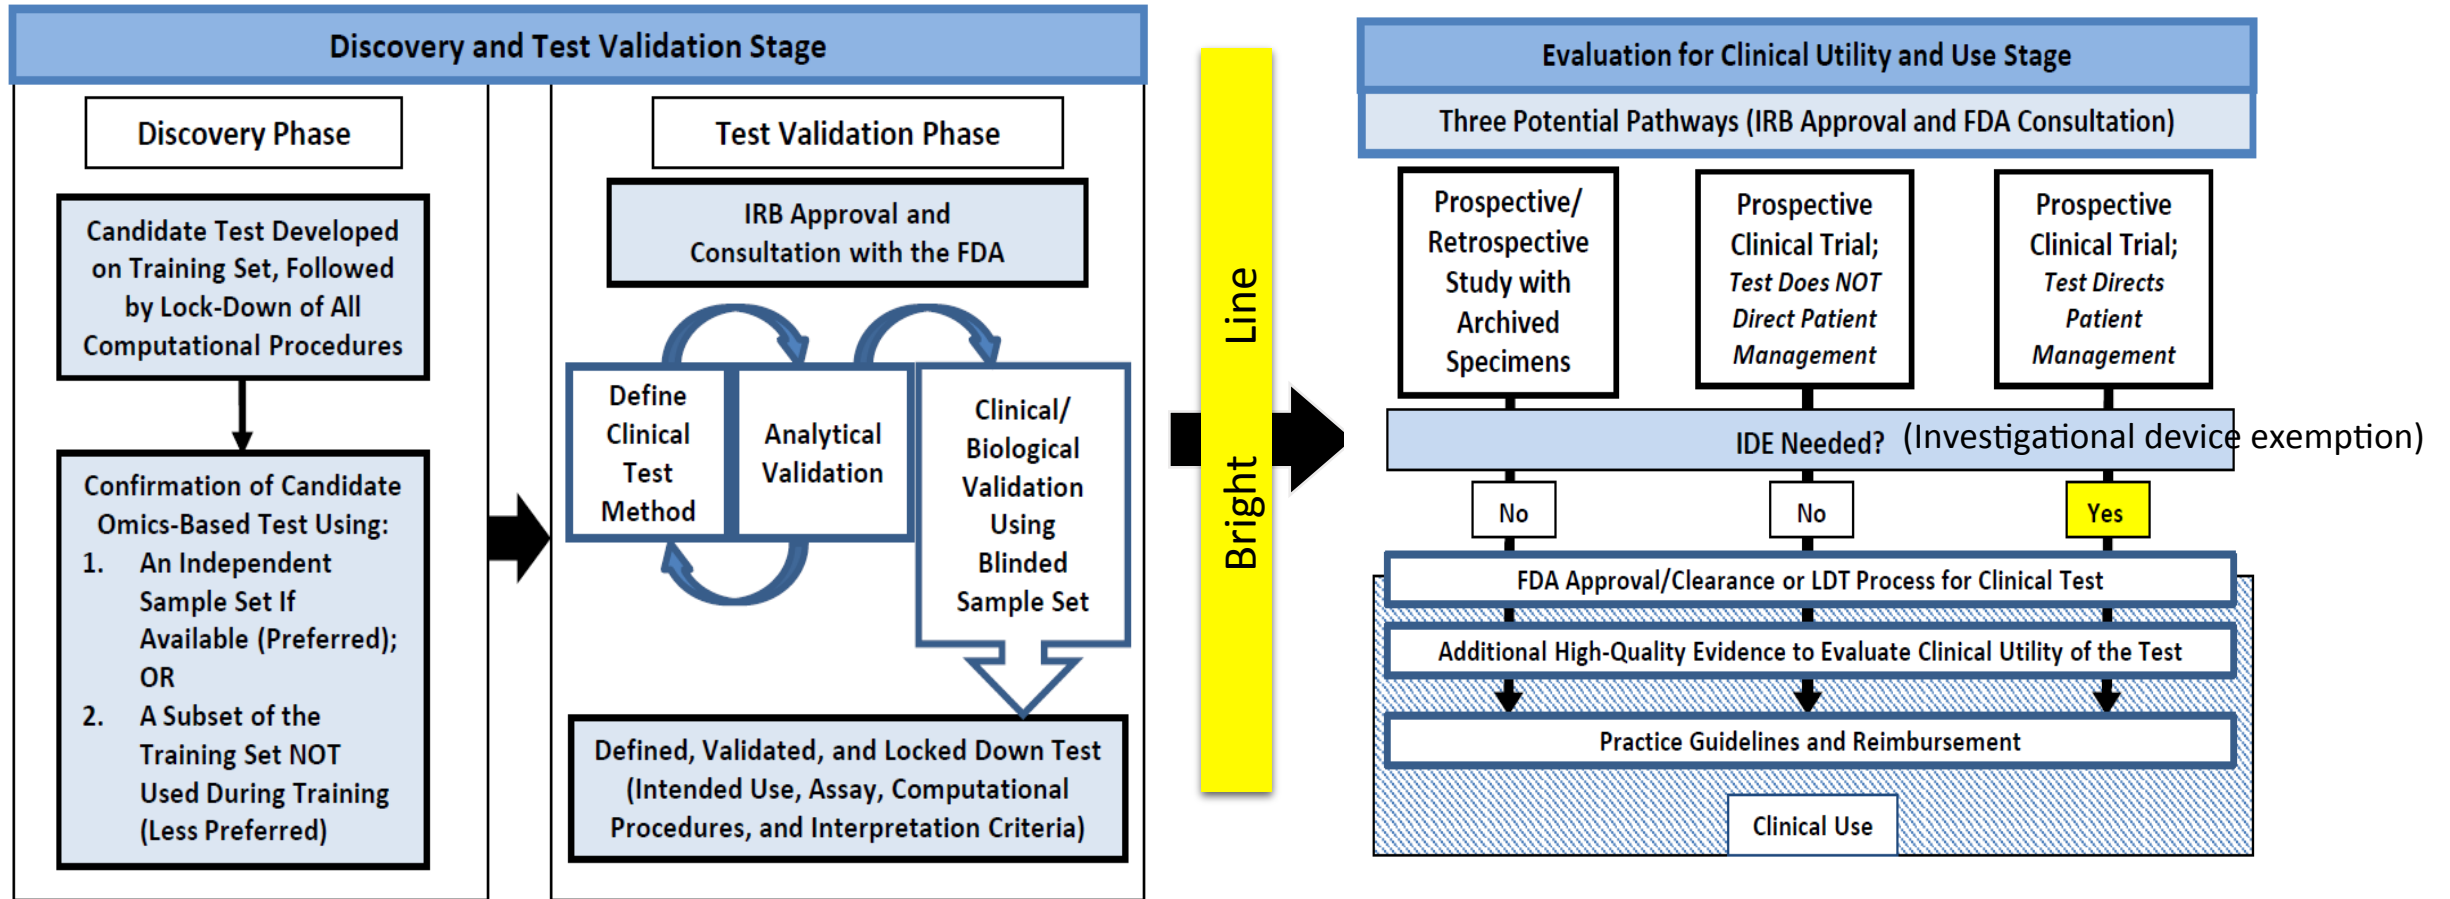 Discovery and Test Validation Stage
Discovery Phase
Candidate Test Developed
on Training Set, Followed
by Lock-Down of All
Computational Procedures
Confirmation of Candidate
Omics-Based Test Using:
1. An Independent
Sample Set If
Available (Preferred);
OR
2. A Subset of the
Training Set NOT
Used During Training
(Less Preferred)
Test Validation Phase
IRB Approval and
Consultation with the FDA
Define
Clinical
Test
Method
Analytical
Validation
Clinical/
Biological
Validation
Using
Blinded
Sample Set
Defined, Validated, and Locked Down Test
(Intended Use, Assay, Computational
Procedures, and Interpretation Criteria)
Bright Line
Evaluation for Clinical Utility and Use Stage
Three Potential Pathways (IRB Approval and FDA Consultation)
Prospective/
Retrospective
Study with
Archived
Specimens
Prospective
Clinical Trial;
Test Does NOT
Direct Patient
Management
Prospective
Clinical Trial;
Test Directs
Patient
Management
IDE Needed? (Investigational device exemption)
No
No
Yes
FDA Approval/Clearance or LDT Process for Clinical Test
Additional High-Quality Evidence to Evaluate Clinical Utility of the Test
Practice Guidelines and Reimbursement
Clinical Use